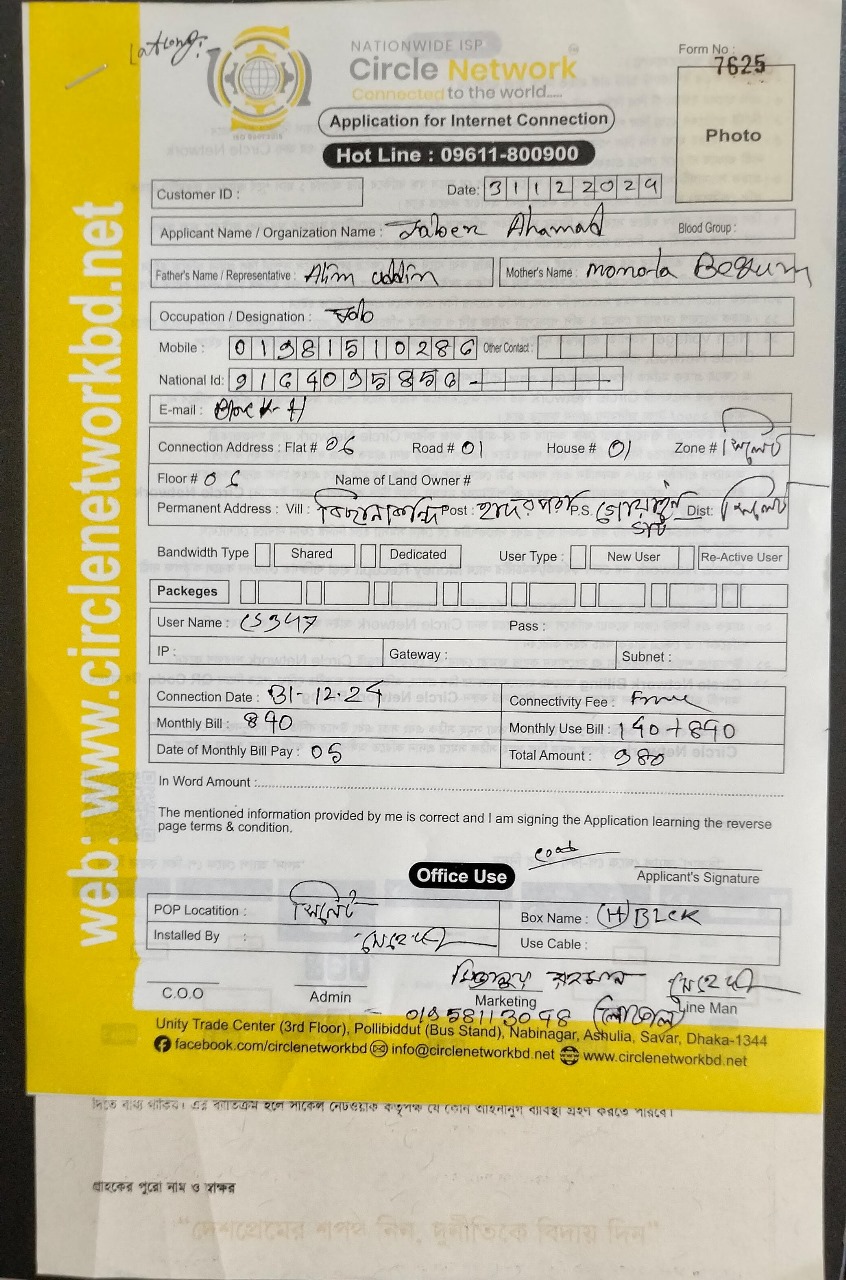 NATIONWIDE ISP
Circle Network
Connected to the world.....
Form No :
7625
Application for Internet Connection
Photo
Hot Line : 09611-800900
Customer ID :
Date: 31122024
Applicant Name / Organization Name : Jaber Ahamad Blood Group :
Father's Name / Representative : Alim uddin Mother's Name : Begum
Occupation / Designation : Job
Mobile : 01981510286 Other Contact :
National Id: 9164095856
E-mail : Block-H
Connection Address : Flat # 06 Road # 01 House # 01 Zone #
Floor # 05 Name of Land Owner #
Permanent Address : Vill : Post : P.S. Dist:
Bandwidth Type Shared Dedicated User Type : New User Re-Active User
Packeges
User Name : CS347 Pass :
IP : Gateway : Subnet :
Connection Date : 31-12-24 Connectivity Fee :
Monthly Bill : 840 Monthly Use Bill : 140+840
Date of Monthly Bill Pay : 05 Total Amount : 980
In Word Amount :
The mentioned information provided by me is correct and I am signing the Application learning the reverse
page terms & condition.
Office Use
Applicant's Signature
POP Locatition : Box Name : (H) BLCK
Installed By : Use Cable :
C.O.O Admin Marketing Line Man
Unity Trade Center (3rd Floor), Pollibiddut (Bus Stand), Nabinagar, Ashulia, Savar, Dhaka-1344
facebook.com/circlenetworkbd info@circlenetworkbd.net www.circlenetworkbd.net
web: www.circlenetworkbd.net
গ্রাহকের পুরো নাম ও স্বাক্ষর
“দেশপ্রেমের শপথ নিন, দুর্নীতিকে বিদায় দিন”